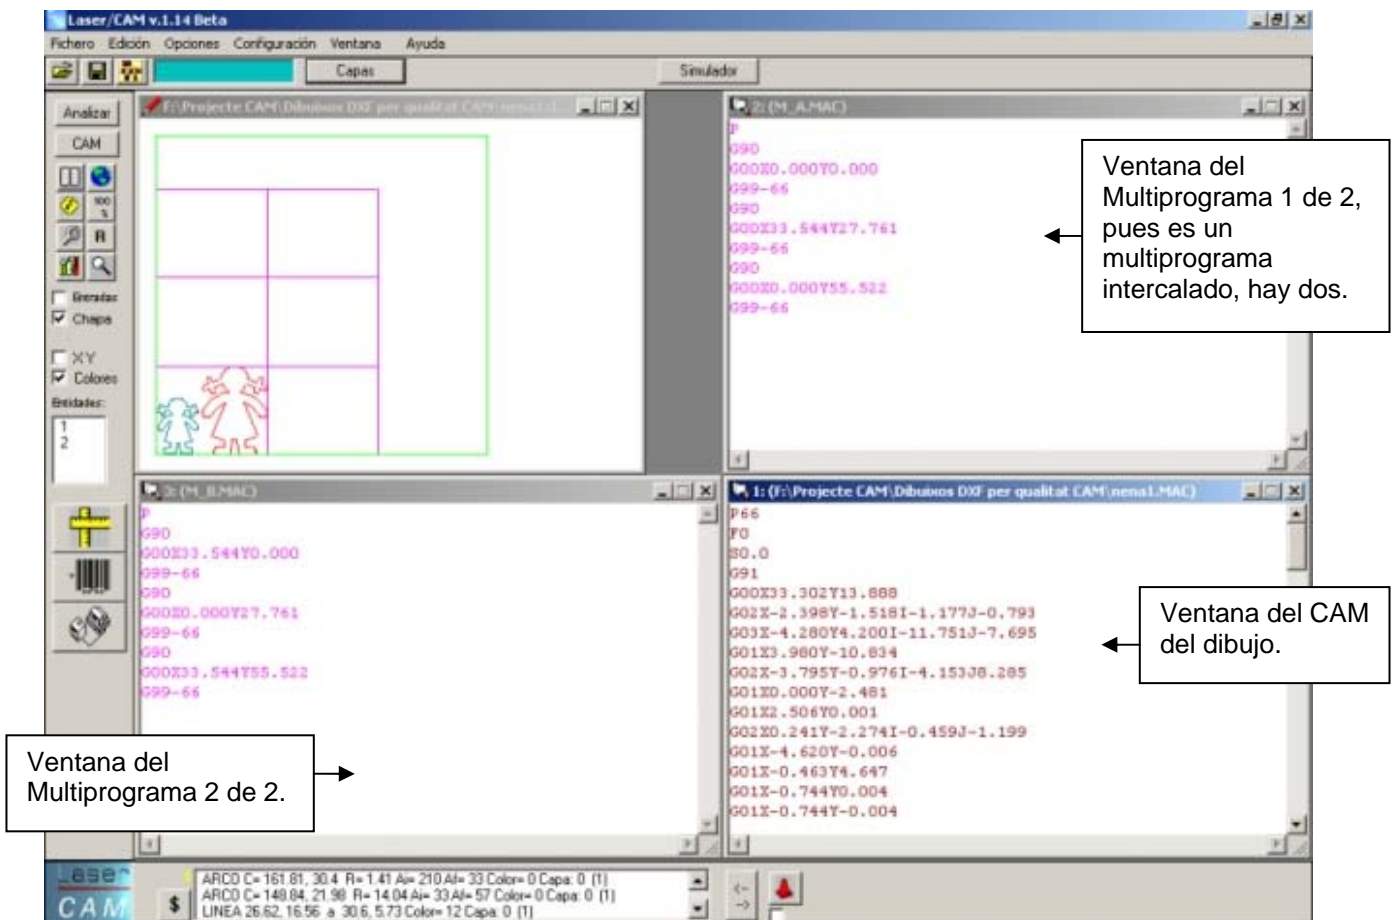 Laser/CAM v.1.14 Beta
Fichero Edición Opciones Configuración Ventana Ayuda
Capas
Simulador
Analizar
CAM
100 %
R
Chapa
XY
Colores
Entidades:
1
2
F:\Projecte CAM\Dibuixos DXF per qualitat CAM\nena1.d
2: (M_A.MAC)
P
G90
G00X0.000Y0.000
G99-66
G90
G00X33.544Y27.761
G99-66
G90
G00X0.000Y55.522
G99-66
Ventana del
Multiprograma 1 de 2,
pues es un
multiprograma
intercalado, hay dos.
3: (M_B.MAC)
P
G90
G00X33.544Y0.000
G99-66
G90
G00X0.000Y27.761
G99-66
G90
G00X33.544Y55.522
G99-66
Ventana del
Multiprograma 2 de 2.
1: (F:\Projecte CAM\Dibuixos DXF per qualitat CAM\nena1.MAC)
P66
F0
S0.0
G91
G00X33.302Y13.888
G02X-2.398Y-1.518I-1.177J-0.793
G03X-4.280Y4.200I-11.751J-7.695
G01X3.980Y-10.834
G02X-3.795Y-0.976I-4.153J8.285
G01X0.000Y-2.481
G01X2.506Y0.001
G02X0.241Y-2.274I-0.459J-1.199
G01X-4.620Y-0.006
G01X-0.463Y4.647
G01X-0.744Y0.004
G01X-0.744Y-0.004
Ventana del CAM
del dibujo.
Laser
CAM
$
ARCO C= 161.81, 30.4 R= 1.41 Ai= 210 Af= 33 Color= 0 Capa: 0 (1)
ARCO C= 148.84, 21.98 R= 14.04 Ai= 33 Af= 57 Color= 0 Capa: 0 (1)
LINEA 26.62, 16.56 a 30.6, 5.73 Color= 12 Capa: 0 (1)